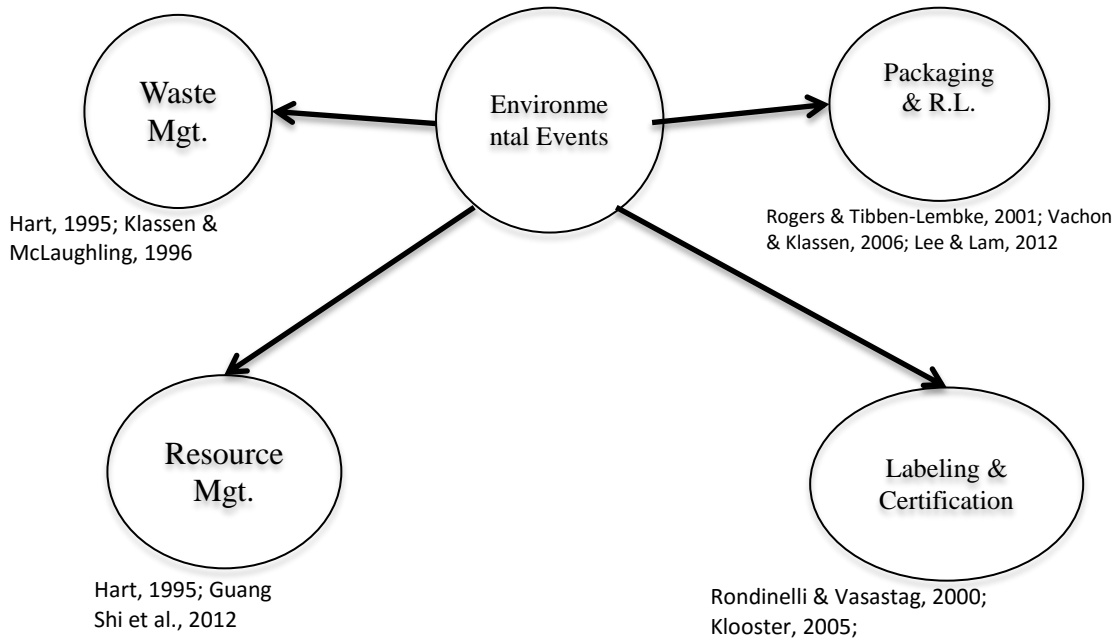 Waste
Mgt.
Environme
ntal Events
Packaging
& R.L.
Hart, 1995; Klassen &
McLaughling, 1996
Rogers & Tibben-Lembke, 2001; Vachon
& Klassen, 2006; Lee & Lam, 2012
Resource
Mgt.
Labeling &
Certification
Hart, 1995; Guang
Shi et al., 2012
Rondinelli & Vasastag, 2000;
Klooster, 2005;